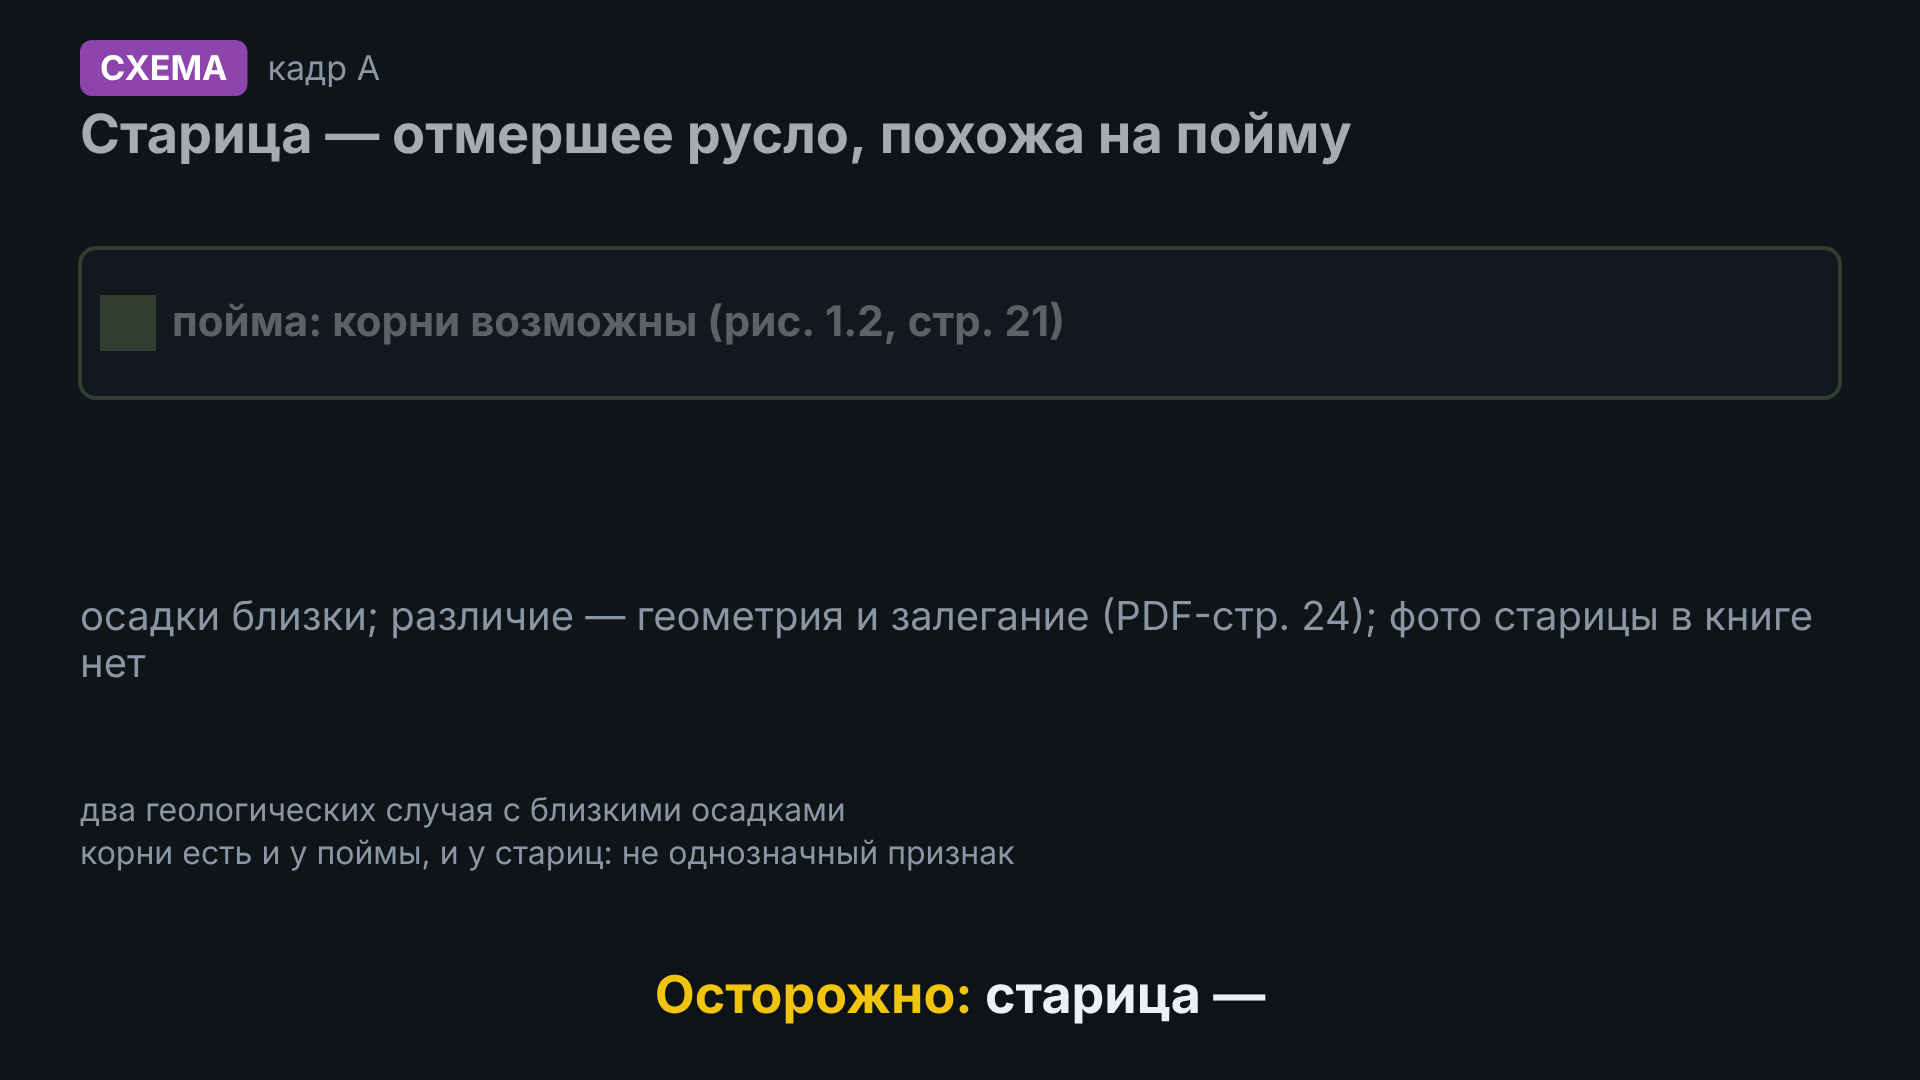 СХЕМА кадр А
Старица — отмершее русло, похожа на пойму
пойма: корни возможны (рис. 1.2, стр. 21)
осадки близки; различие — геометрия и залегание (PDF-стр. 24); фото старицы в книге
нет
два геологических случая с близкими осадками
корни есть и у поймы, и у стариц: не однозначный признак
Осторожно: старица —